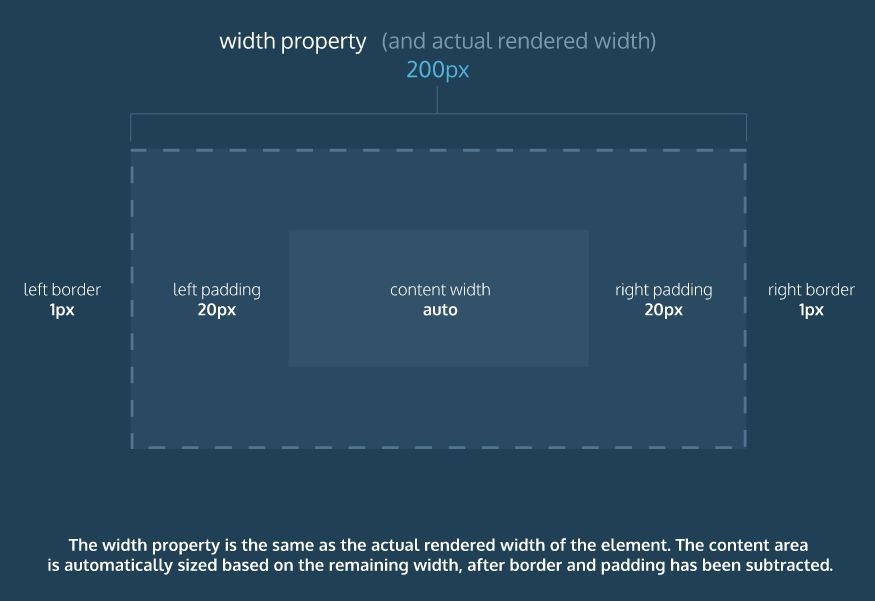 width property (and actual rendered width)
200px
left border
1px
left padding
20px
content width
auto
right padding
20px
right border
1px
The width property is the same as the actual rendered width of the element. The content area
is automatically sized based on the remaining width, after border and padding has been subtracted.